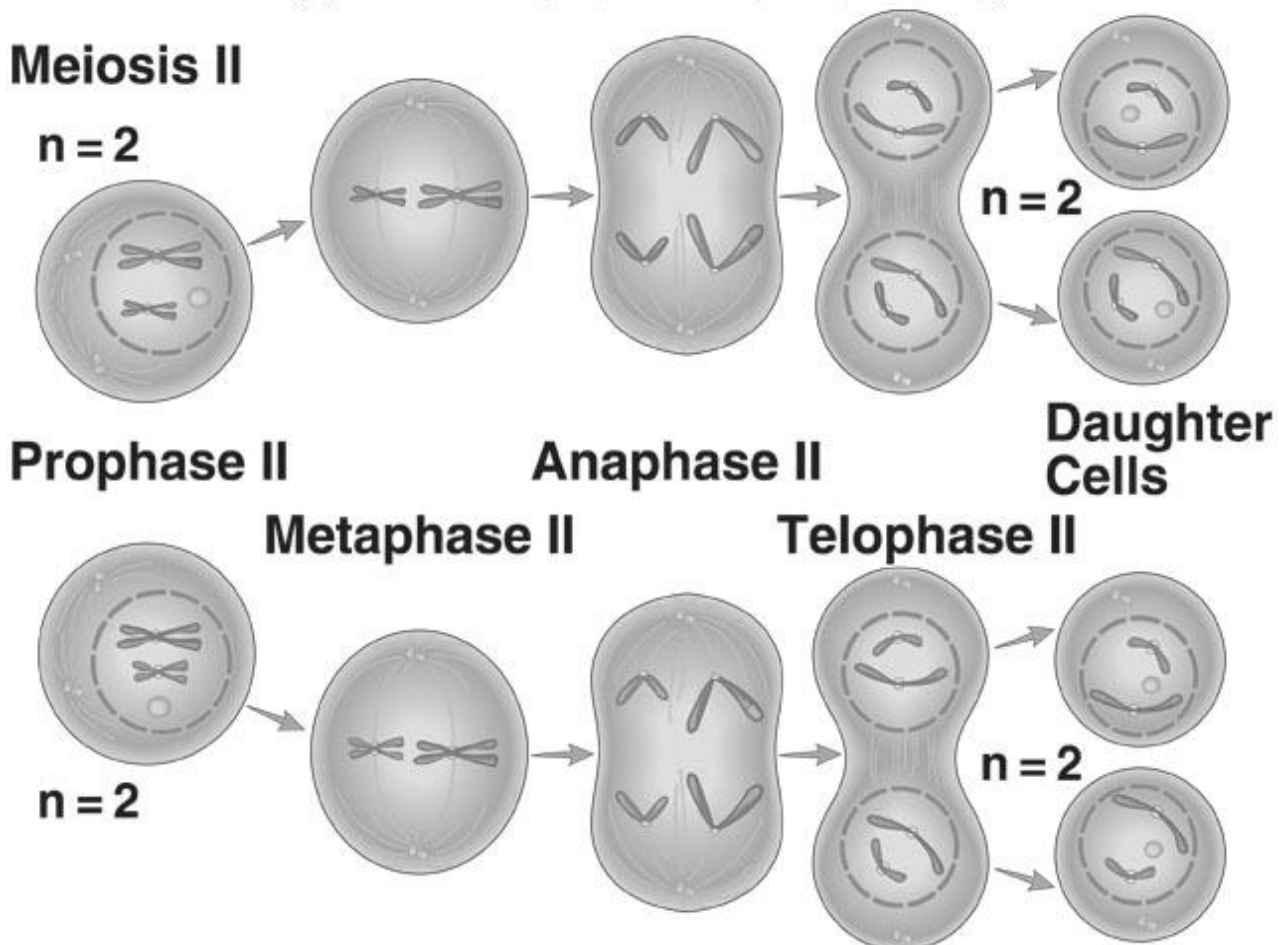 Meiosis II
n = 2
n = 2
Prophase II
Anaphase II
Daughter
Cells
Metaphase II
Telophase II
n = 2
n = 2